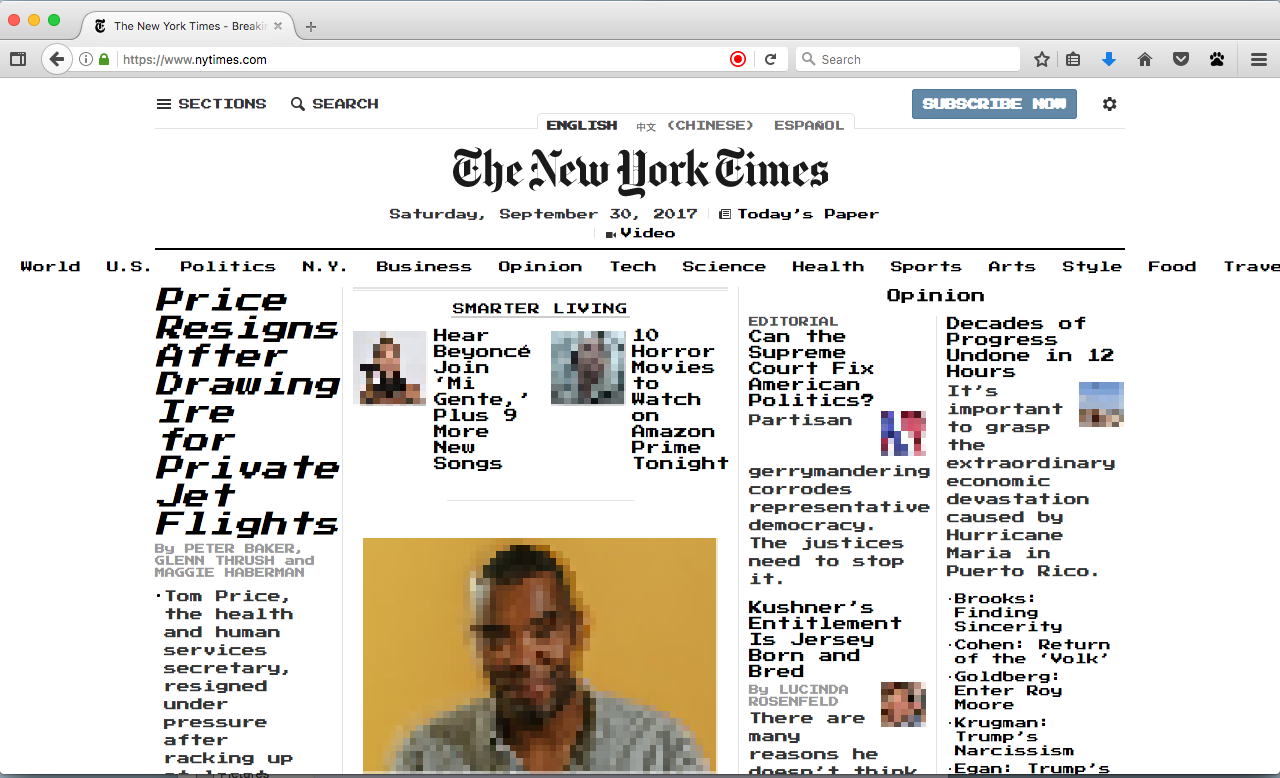 The New York Times - Breakin
https://www.nytimes.com
Search
SECTIONS
SEARCH
SUBSCRIBE NOW
ENGLISH
中文 (CHINESE)
ESPAÑOL
The New York Times
Saturday, September 30, 2017
Today's Paper
Video
World U.S. Politics N.Y. Business Opinion Tech Science Health Sports Arts Style Food Trave
Price
Resigns
After
Drawing
Ire
for
Private
Jet
Flights
By PETER BAKER,
GLENN THRUSH and
MAGGIE HABERMAN
·Tom Price,
the health
and human
services
secretary,
resigned
under
pressure
after
racking up
SMARTER LIVING
Hear
Beyoncé
Join
‘Mi
Gente,’
Plus 9
More
New
Songs
10
Horror
Movies
to
Watch
on
Amazon
Prime
Tonight
Opinion
EDITORIAL
Can the
Supreme
Court Fix
American
Politics?
Partisan
gerrymandering
corrodes
representative
democracy.
The justices
need to stop
it.
Kushner’s
Entitlement
Is Jersey
Born and
Bred
By LUCINDA
ROSENFELD
There are
many
reasons he
doesn’t think
Decades of
Progress
Undone in 12
Hours
It’s
important
to grasp
the
extraordinary
economic
devastation
caused by
Hurricane
Maria in
Puerto Rico.
·Brooks:
Finding
Sincerity
·Cohen: Return
of the ‘Volk’
·Goldberg:
Enter Roy
Moore
·Krugman:
Trump’s
Narcissism
·Egan: Trump’s